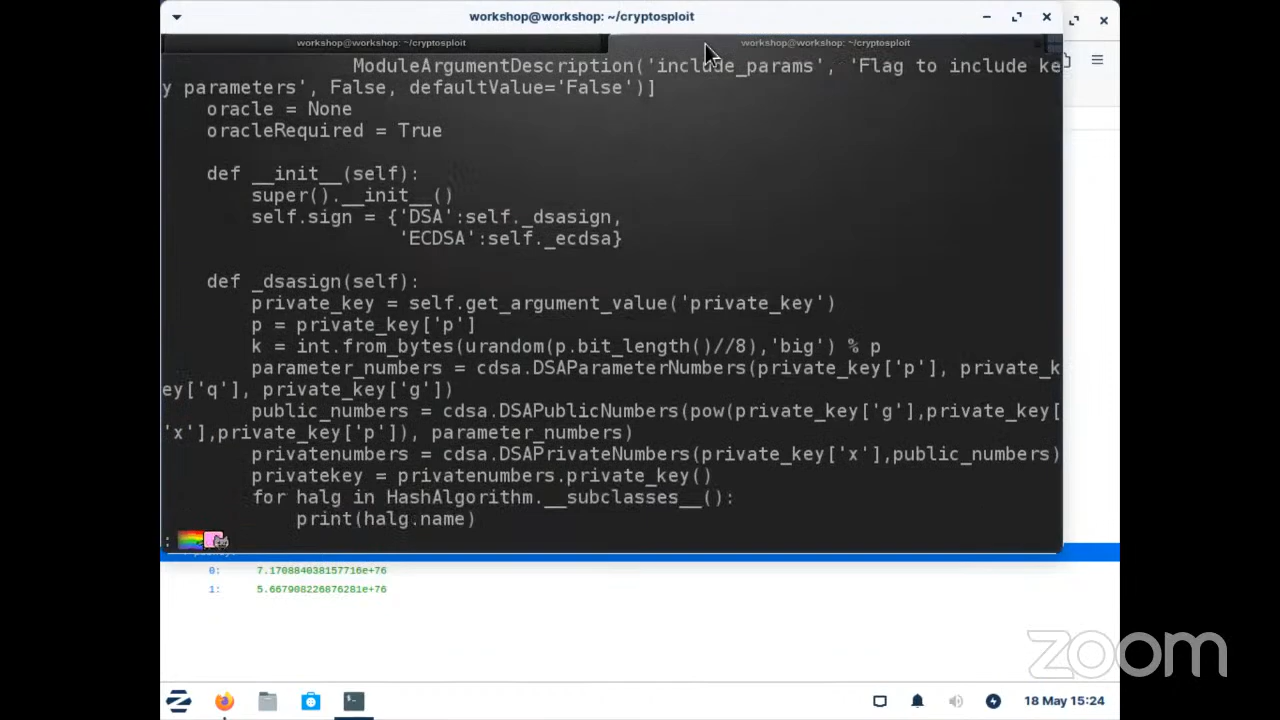 workshop@workshop: ~/cryptosploit
workshop@workshop: ~/cryptosploit
workshop@workshop: ~/cryptosploit
ModuleArgumentDescription('include_params', 'Flag to include ke
y parameters', False, defaultValue='False')]
oracle = None
oracleRequired = True
def __init__(self):
super().__init__()
self.sign = {'DSA':self._dsasign,
'ECDSA':self._ecdsa}
def _dsasign(self):
private_key = self.get_argument_value('private_key')
p = private_key['p']
k = int.from_bytes(urandom(p.bit_length()//8),'big') % p
parameter_numbers = cdsa.DSAParameterNumbers(private_key['p'], private_k
ey['q'], private_key['g'])
public_numbers = cdsa.DSAPublicNumbers(pow(private_key['g'],private_key[
'x'],private_key['p']), parameter_numbers)
privatenumbers = cdsa.DSAPrivateNumbers(private_key['x'],public_numbers)
privatekey = privatenumbers.private_key()
for halg in HashAlgorithm.__subclasses__():
print(halg.name)
:
0: 7.170884038157716e+76
1: 5.667908226876281e+76
zoom
18 May 15:24